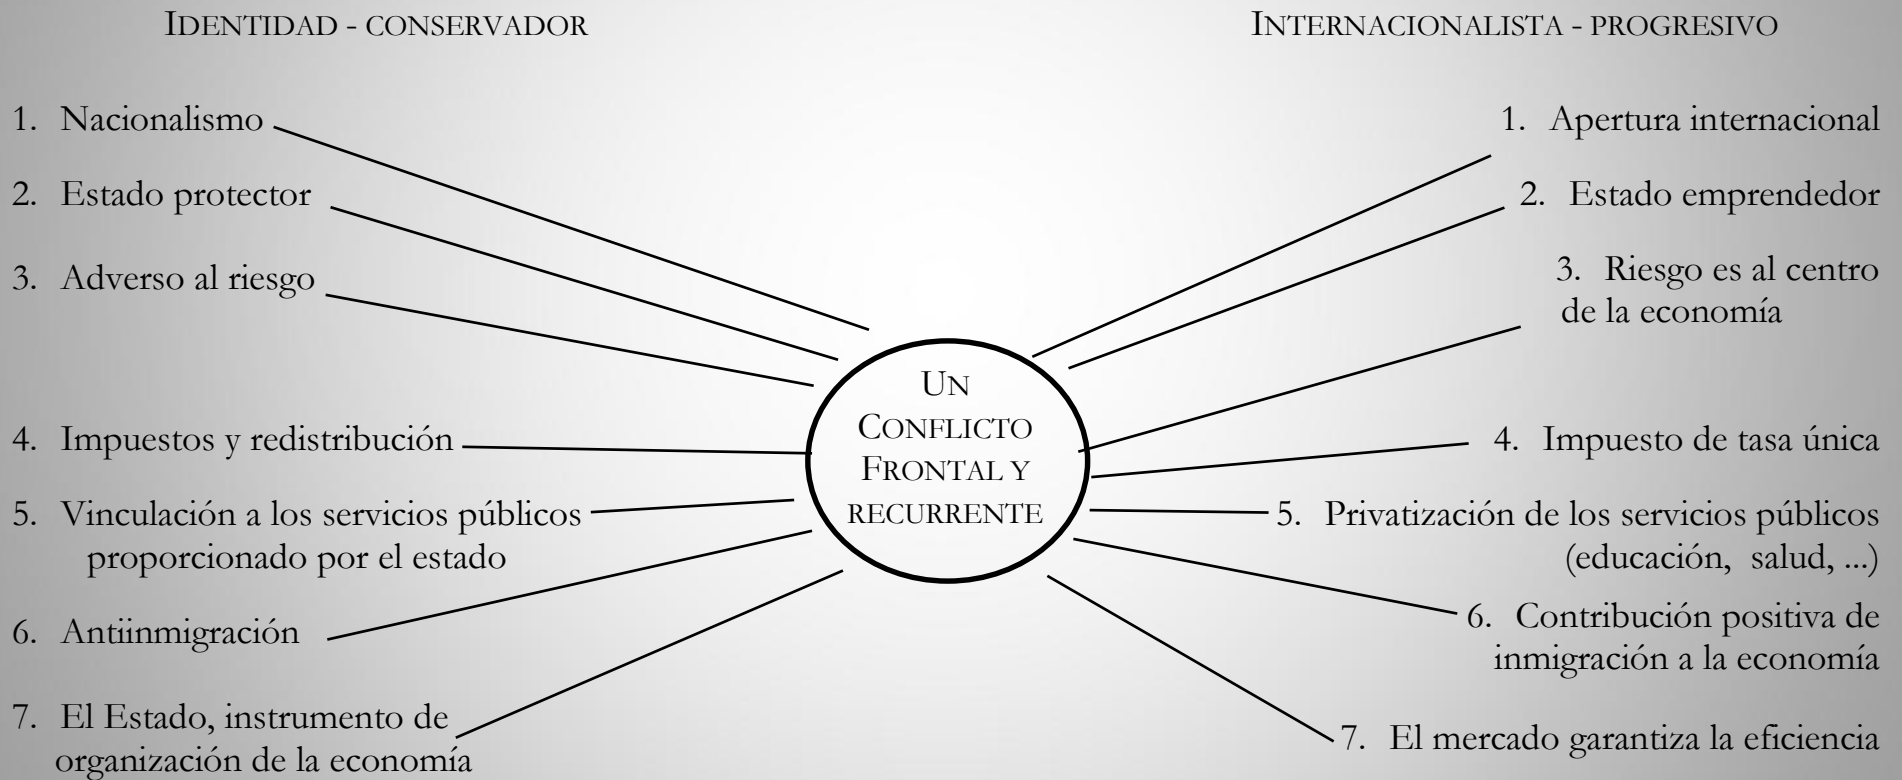 IDENTIDAD - CONSERVADOR
INTERNACIONALISTA - PROGRESIVO
1. Nacionalismo
2. Estado protector
3. Adverso al riesgo
4. Impuestos y redistribución
5. Vinculación a los servicios públicos
proporcionado por el estado
6. Antiinmigración
7. El Estado, instrumento de
organización de la economía
UN
CONFLICTO
FRONTAL Y
RECURRENTE
1. Apertura internacional
2. Estado emprendedor
3. Riesgo es al centro
de la economía
4. Impuesto de tasa única
5. Privatización de los servicios públicos
(educación, salud, ...)
6. Contribución positiva de
inmigración a la economía
7. El mercado garantiza la eficiencia